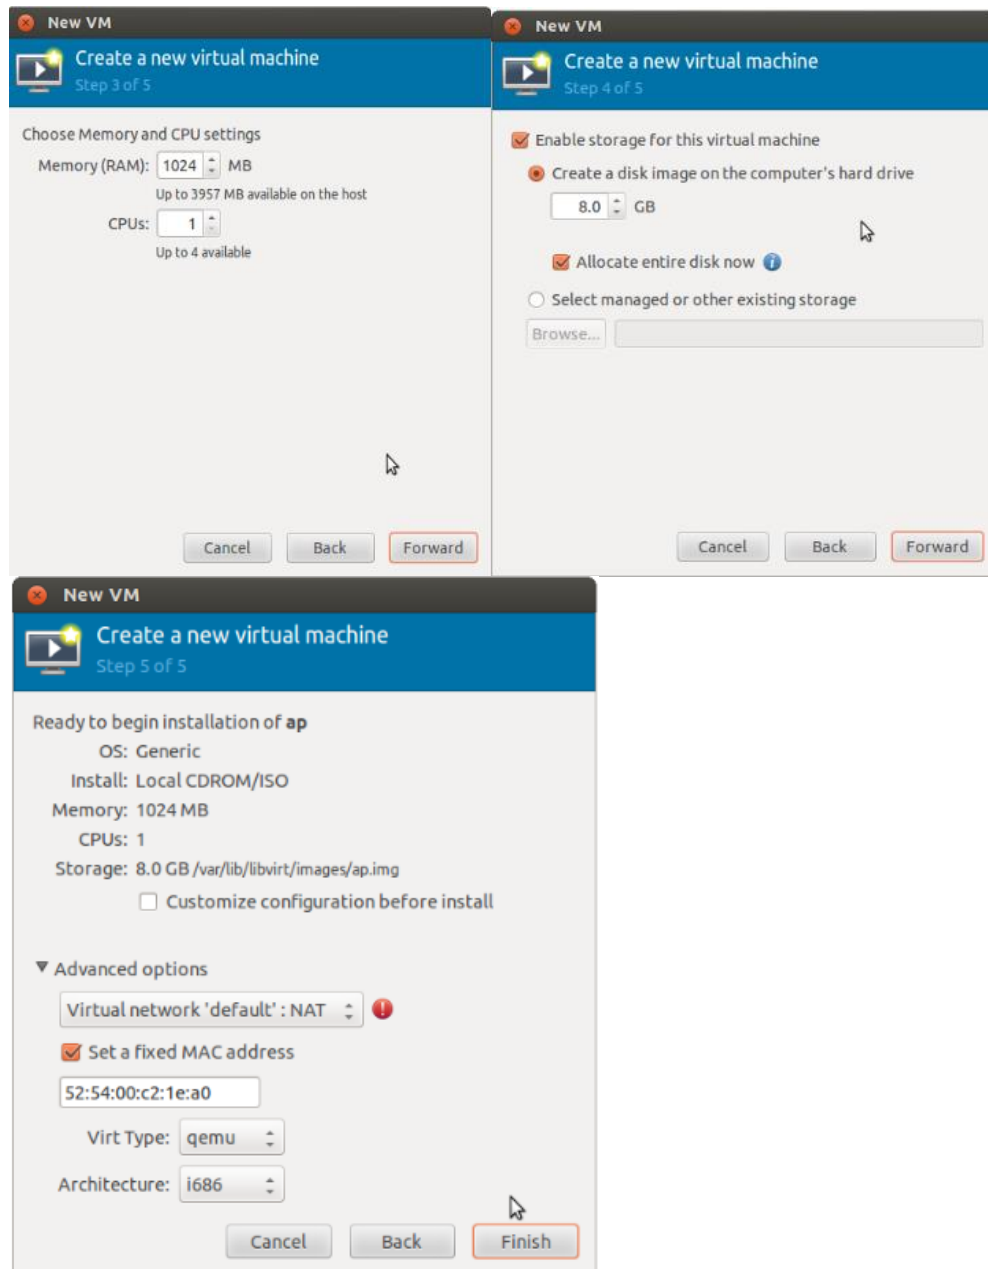 New VM
Create a new virtual machine
Step 3 of 5
Choose Memory and CPU settings
Memory (RAM): 1024 MB
Up to 3957 MB available on the host
CPUs: 1
Up to 4 available
Cancel Back Forward
New VM
Create a new virtual machine
Step 4 of 5
Enable storage for this virtual machine
Create a disk image on the computer's hard drive
8.0 GB
Allocate entire disk now
Select managed or other existing storage
Browse...
Cancel Back Forward
New VM
Create a new virtual machine
Step 5 of 5
Ready to begin installation of ap
OS: Generic
Install: Local CDROM/ISO
Memory: 1024 MB
CPUs: 1
Storage: 8.0 GB /var/lib/libvirt/images/ap.img
Customize configuration before install
Advanced options
Virtual network 'default' : NAT
Set a fixed MAC address
52:54:00:c2:1e:a0
Virt Type: qemu
Architecture: i686
Cancel Back Finish